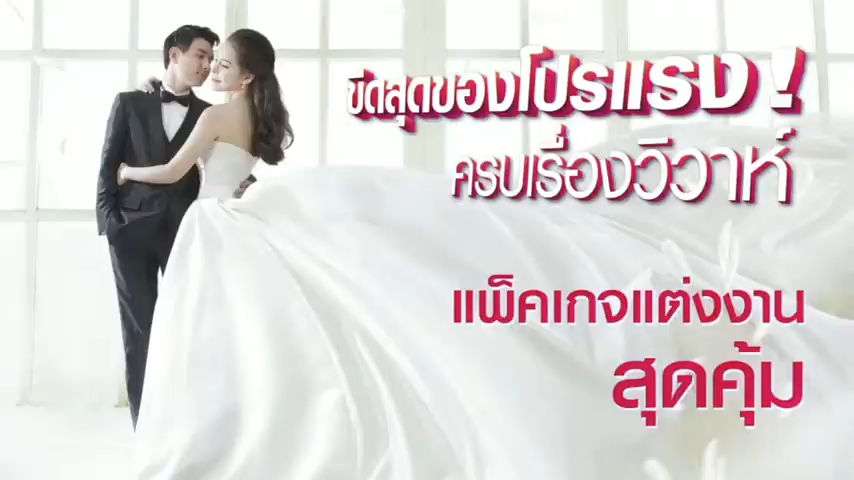 ขีดสุดของโปรแรง!
ครบเรื่องวิวาห์
แพ็คเกจแต่งงาน
สุดคุ้ม